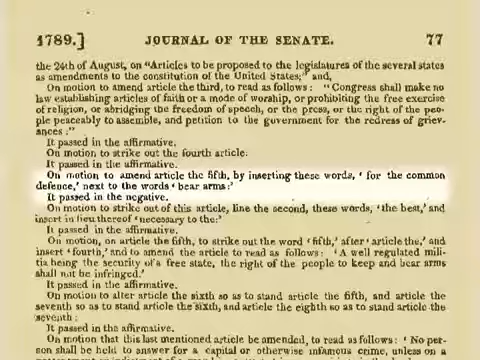 1789.] JOURNAL OF THE SENATE. 77
the 24th of August, on "Articles to be proposed to the legislatures of the several states
as amendments to the constitution of the United States;" and,
On motion to amend article the third, to read as follows: "Congress shall make no
law establishing articles of faith or a mode of worship, or prohibiting the free exercise
of religion, or abridging the freedom of speech, or the press, or the right of the peo-
ple peaceably to assemble, and petition to the government for the redress of griev-
ances:"
It passed in the affirmative.
On motion to strike out the fourth article:
It passed in the affirmative.
On motion to amend article the fifth, by inserting these words, 'for the common
defence,' next to the words 'bear arms:'
It passed in the negative.
On motion to strike out of this article, line the second, these words, 'the best,' and
insert in lieu thereof 'necessary to the:'
It passed in the affirmative.
On motion, on article the fifth, to strike out the word 'fifth,' after 'article the,' and
insert 'fourth,' and to amend the article to read as follows: 'A well regulated mili-
tia being the security of a free state, the right of the people to keep and bear arms
shall not be infringed.'
It passed in the affirmative.
On motion to alter article the sixth so as to stand article the fifth, and article the
seventh so as to stand article the sixth, and article the eighth so as to stand article the
seventh:
It passed in the affirmative.
On motion that this last mentioned article be amended, to read as follows: 'No per-
son shall be held to answer for a capital or otherwise infamous crime, unless on a